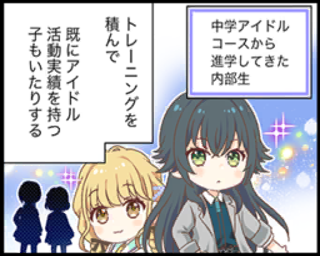 中学アイドル
コースから
進学してきた
内部生
トレーニングを
積んで
既にアイドル
活動実績を持つ
子もいたりする